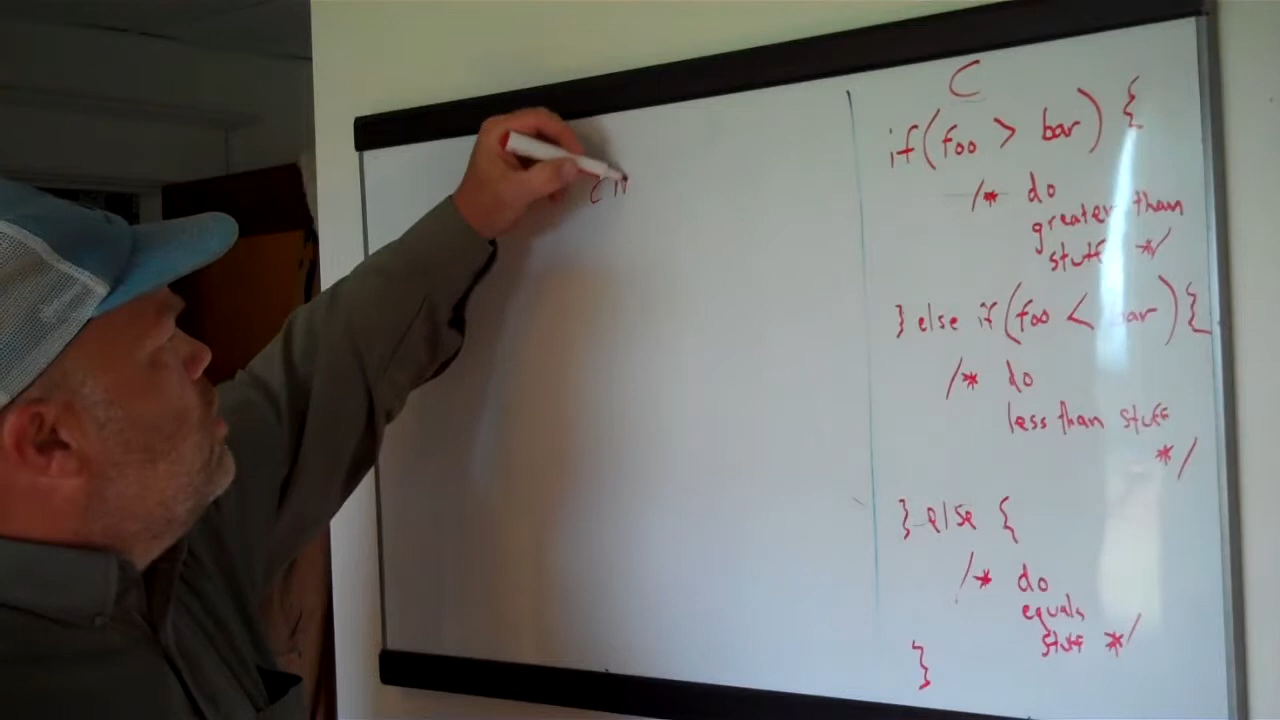 C
if(foo > bar) {
/* do
greater than
stuff */
} else if(foo < bar){
/* do
less than stuff
*/
} else {
/* do
equals
stuff */
}